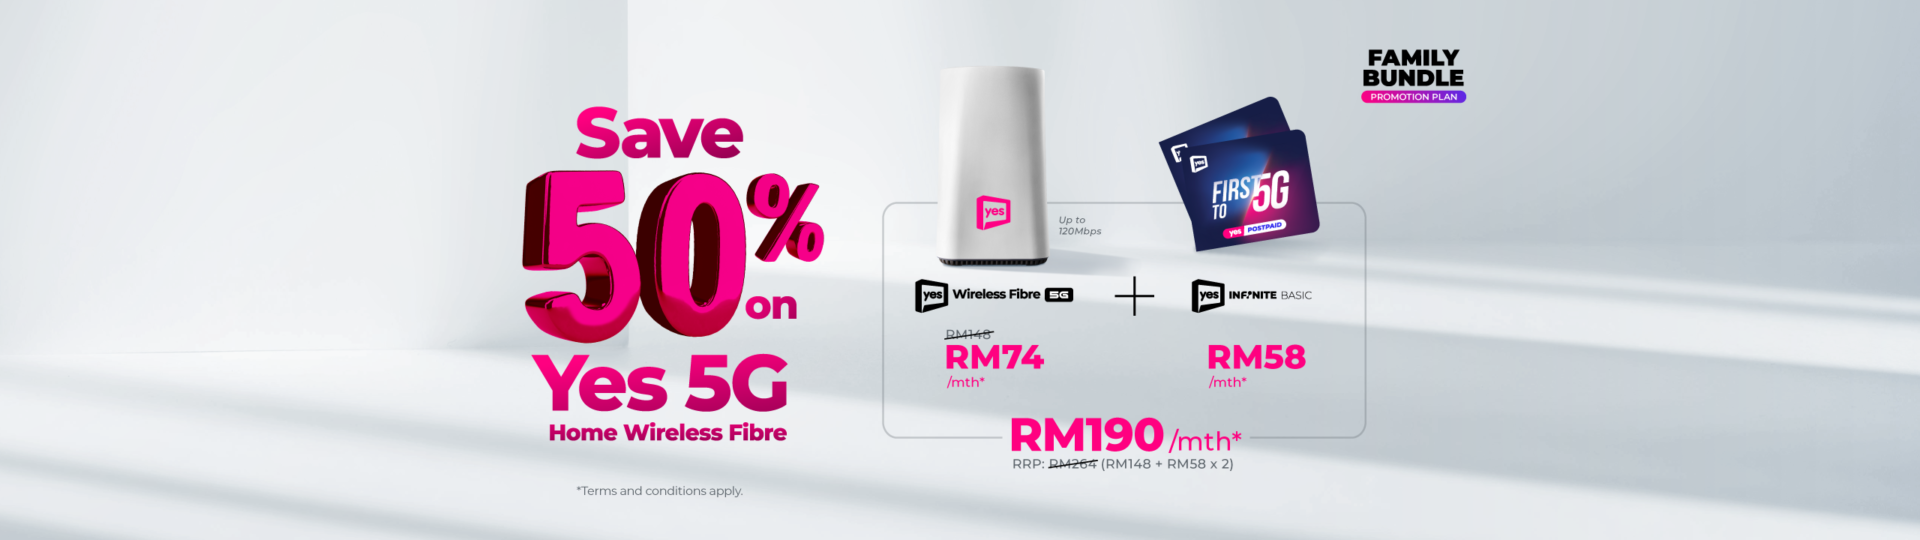 Save
50%
on
Yes 5G
Home Wireless Fibre
*Terms and conditions apply.
FAMILY
BUNDLE
PROMOTION PLAN
yes
Up to
120Mbps
yes
FIRST
TO
5G
yes POSTPAID
yes Wireless Fibre 5G
+
yes INFINITE BASIC
RM148
RM74
/mth*
RM58
/mth*
RM190 /mth*
RRP: RM264 (RM148 + RM58 x 2)